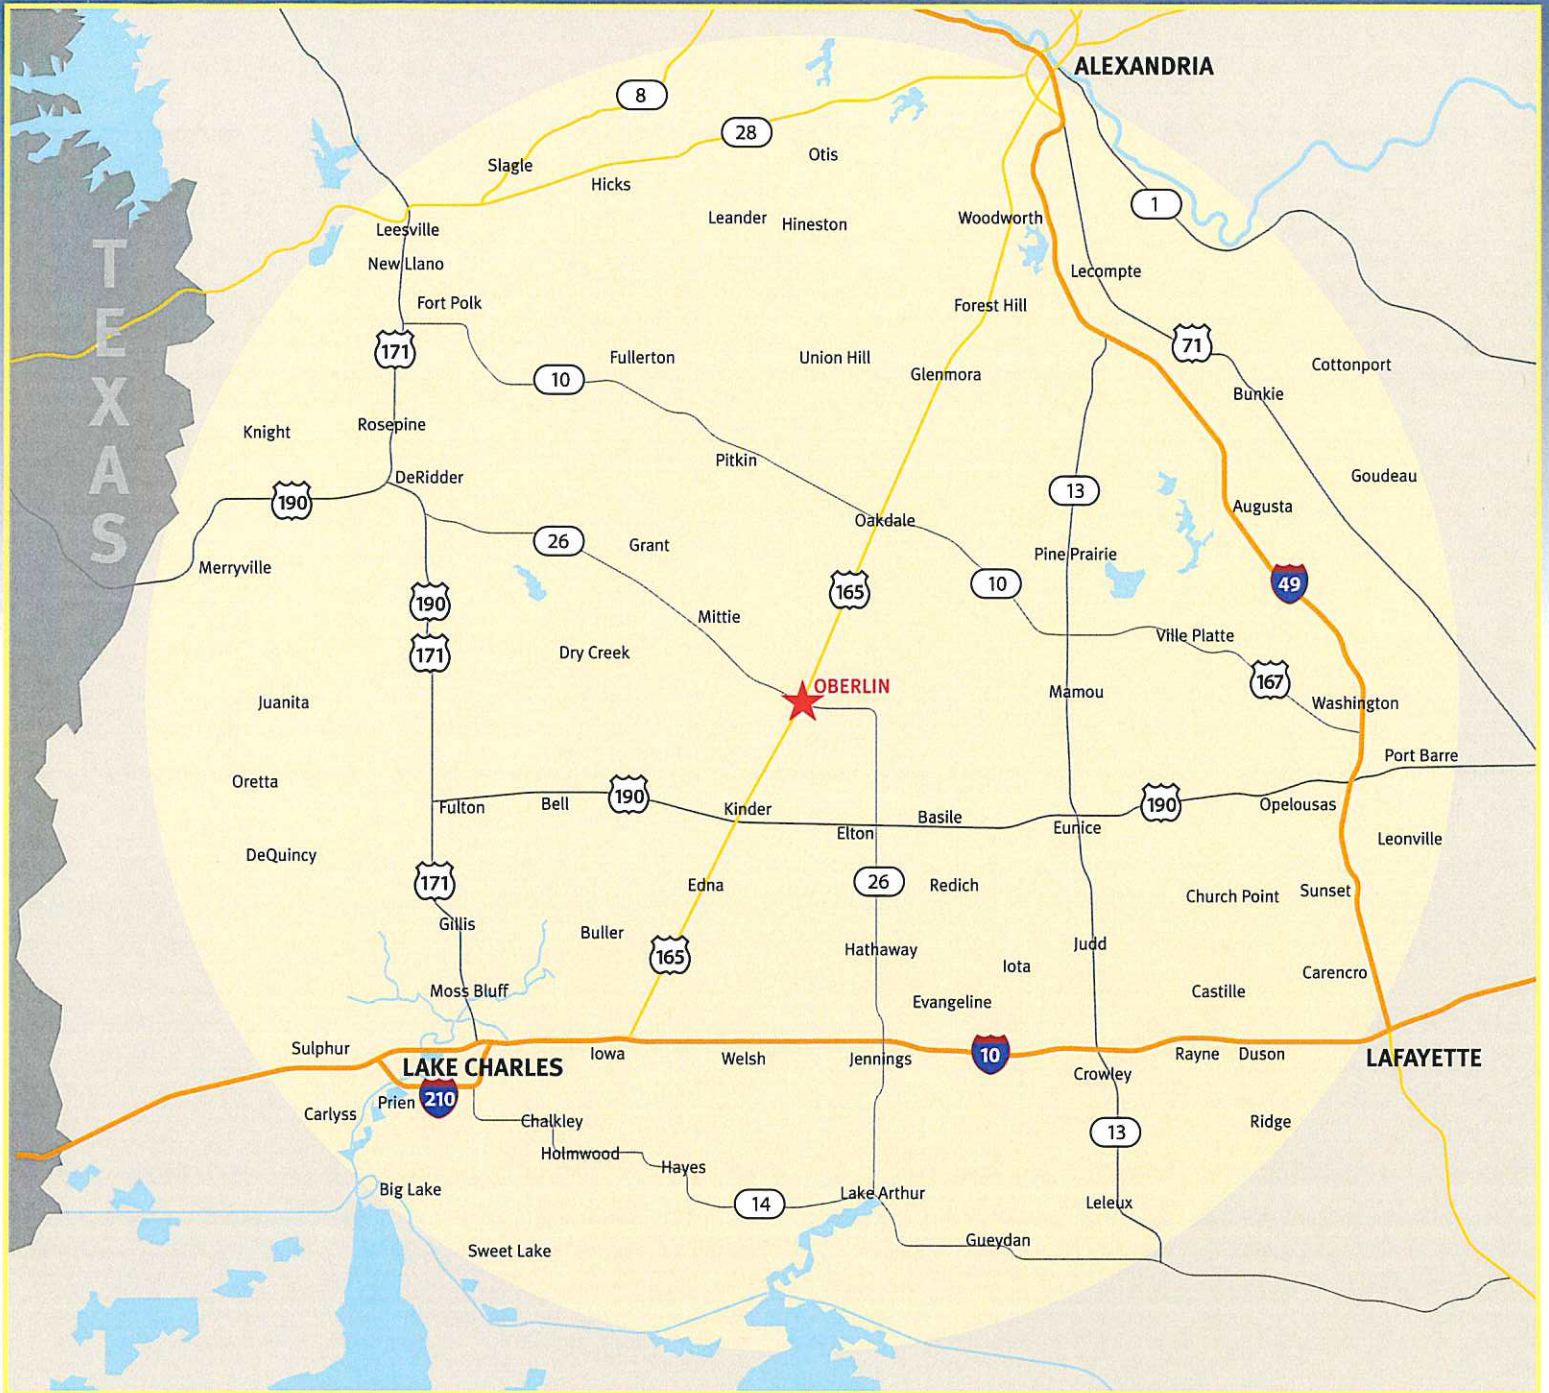 ALEXANDRIA
8
28
Otis
Slagle
Hicks
1
Leander
Hineston
Woodworth
Leesville
New Llano
Lecompte
Fort Polk
Forest Hill
TEXAS
171
71
Fullerton
Union Hill
Cottonport
10
Glenmora
Bunkie
Rosepine
Knight
Pitkin
DeRidder
Goudeau
190
13
Augusta
Oakdale
26
Grant
Pine Prairie
Merryville
165
10
49
190
Mittie
Ville Platte
171
Dry Creek
167
OBERLIN
Mamou
Juanita
Washington
Port Barre
Oretta
190
Fulton
Bell
Kinder
190
Opelousas
Basile
Elton
Eunice
Leonville
DeQuincy
171
26
Edna
Redich
Church Point
Sunset
Gillis
Buller
165
Hathaway
Judd
Iota
Carencro
Moss Bluff
Evangeline
Castille
Sulphur
Iowa
Welsh
Jennings
10
Rayne
Duson
LAFAYETTE
LAKE CHARLES
Crowley
Prien
210
Carlyss
Chalkley
Ridge
13
Holmwood
Hayes
Big Lake
14
Lake Arthur
Leleux
Gueydan
Sweet Lake